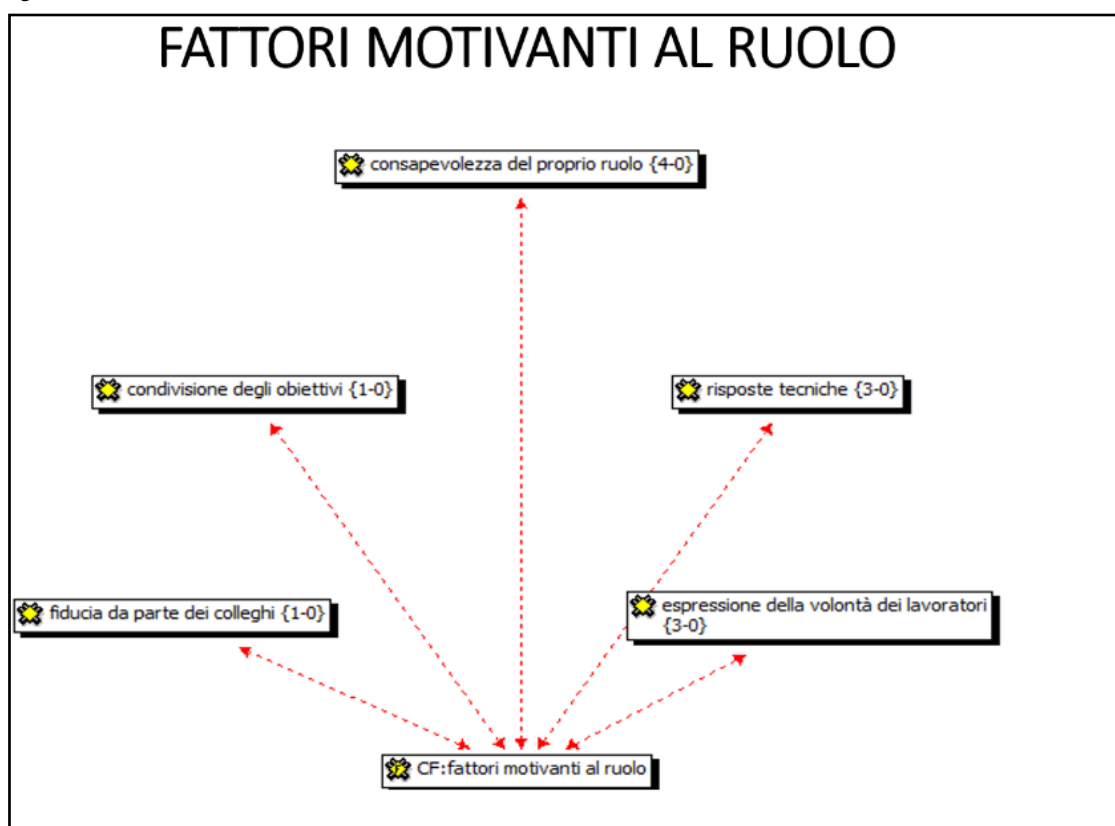 FATTORI MOTIVANTI AL RUOLO
consapevolezza del proprio ruolo {4-0}
condivisione degli obiettivi {1-0}
risposte tecniche {3-0}
fiducia da parte dei colleghi {1-0}
espressione della volontà dei lavoratori
{3-0}
CF:fattori motivanti al ruolo